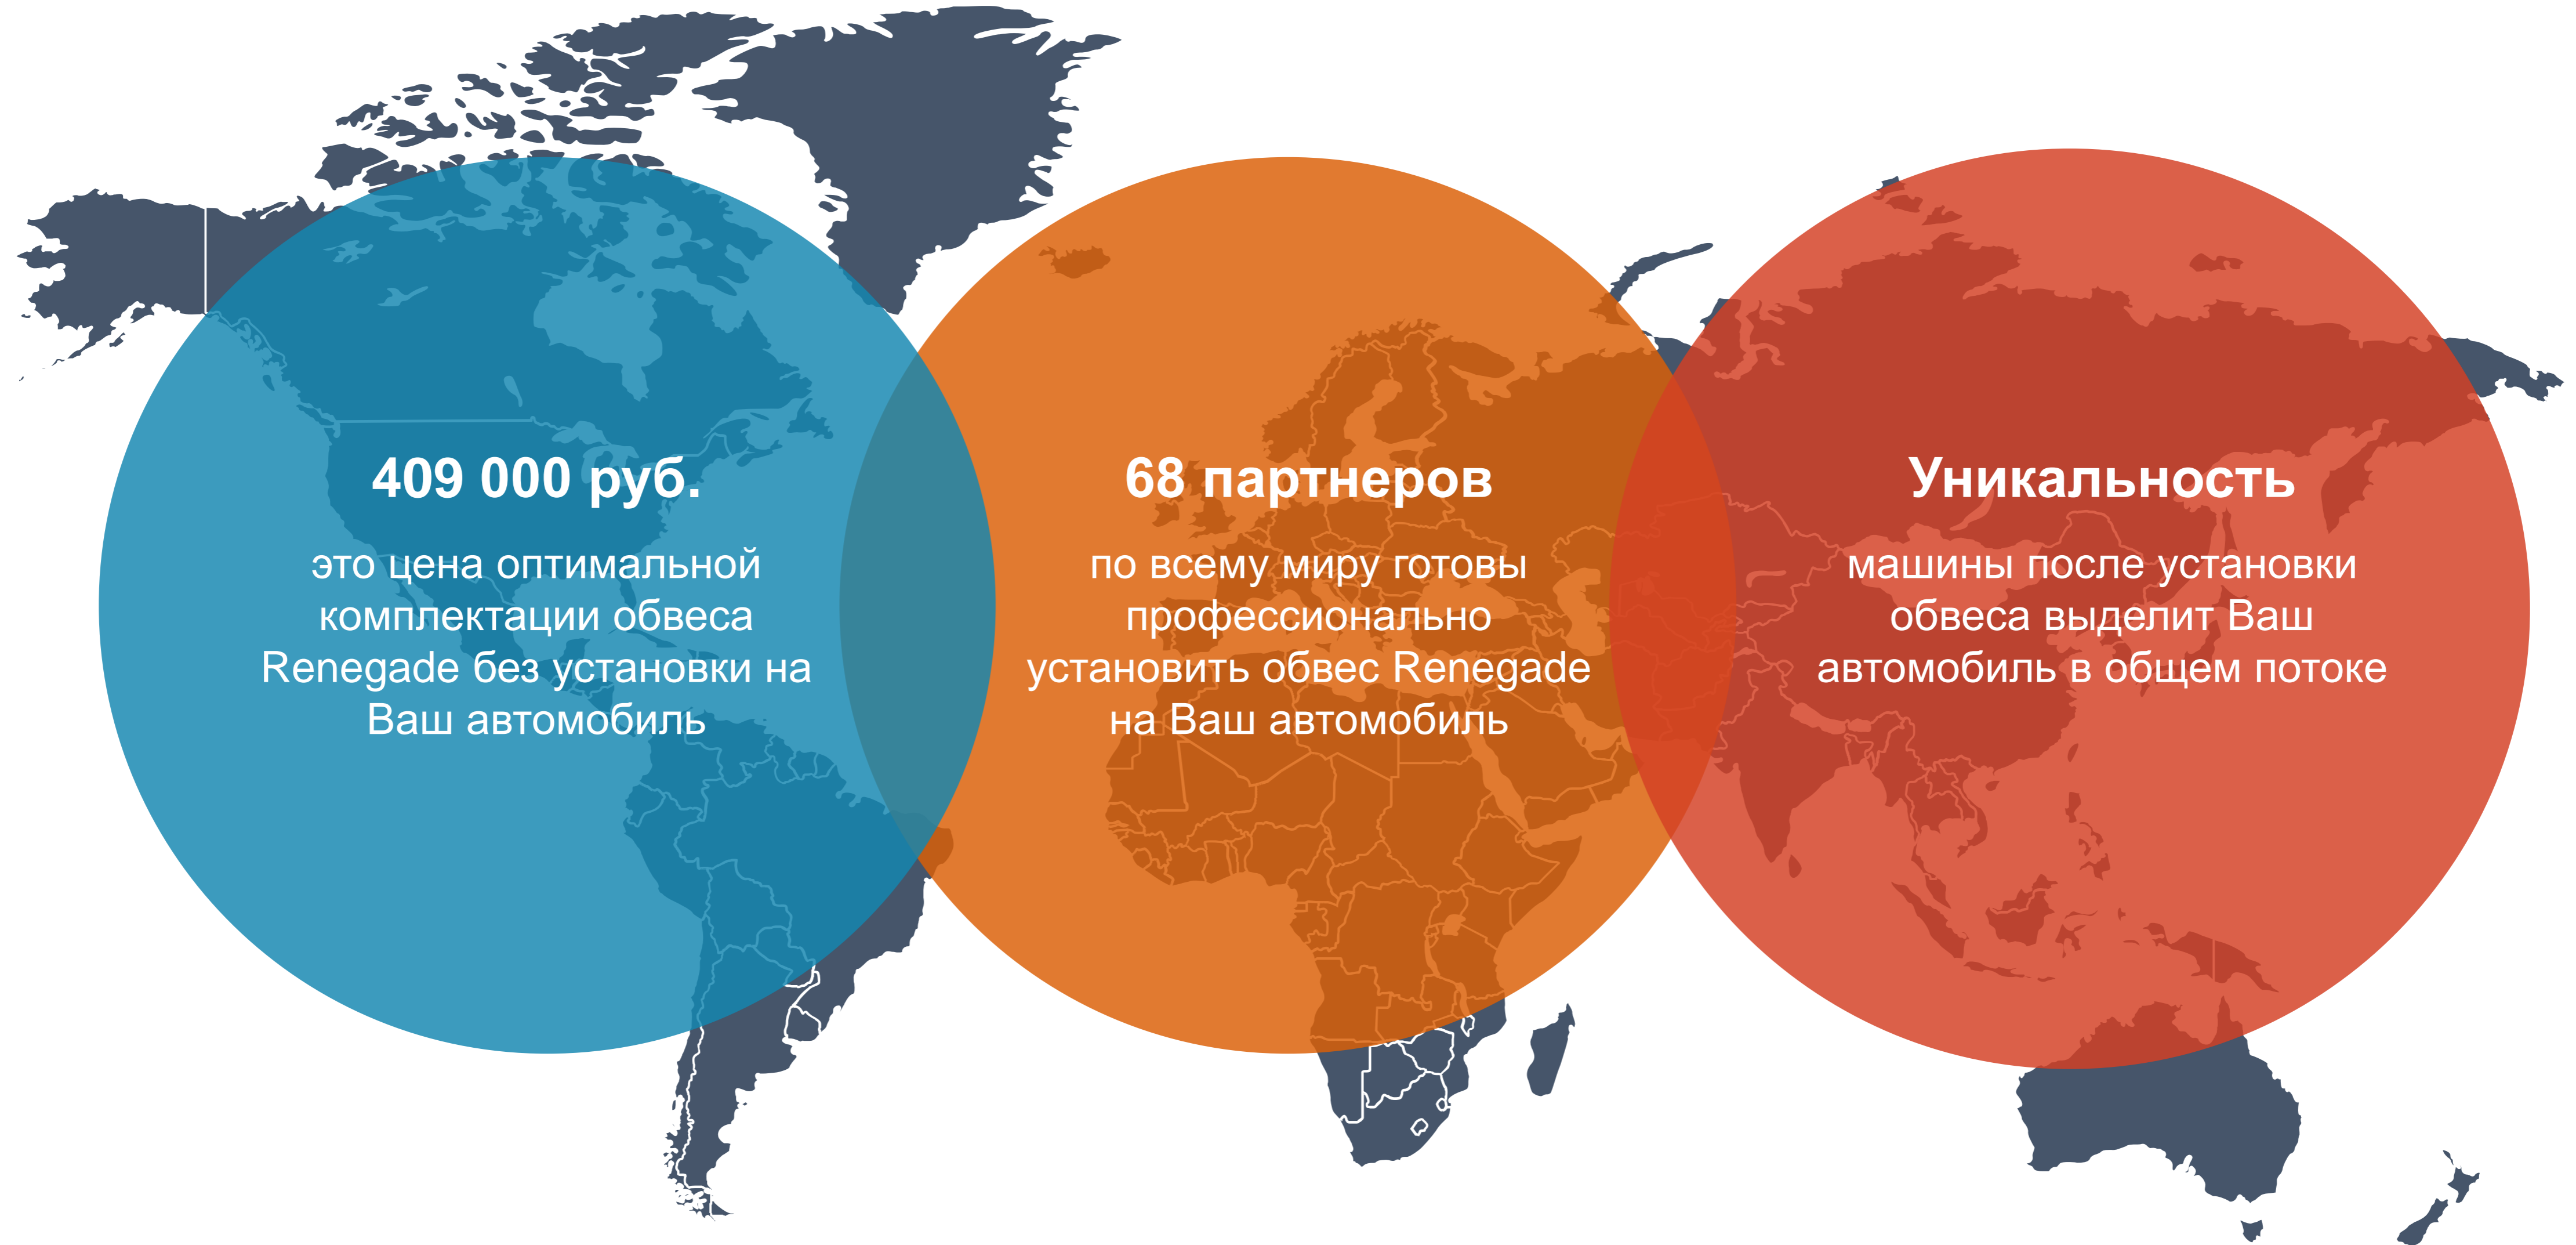 409 000 руб.
это цена оптимальной
комплектации обвеса
Renegade без установки на
Ваш автомобиль
68 партнеров
по всему миру готовы
профессионально
установить обвес Renegade
на Ваш автомобиль
Уникальность
машины после установки
обвеса выделит Ваш
автомобиль в общем потоке